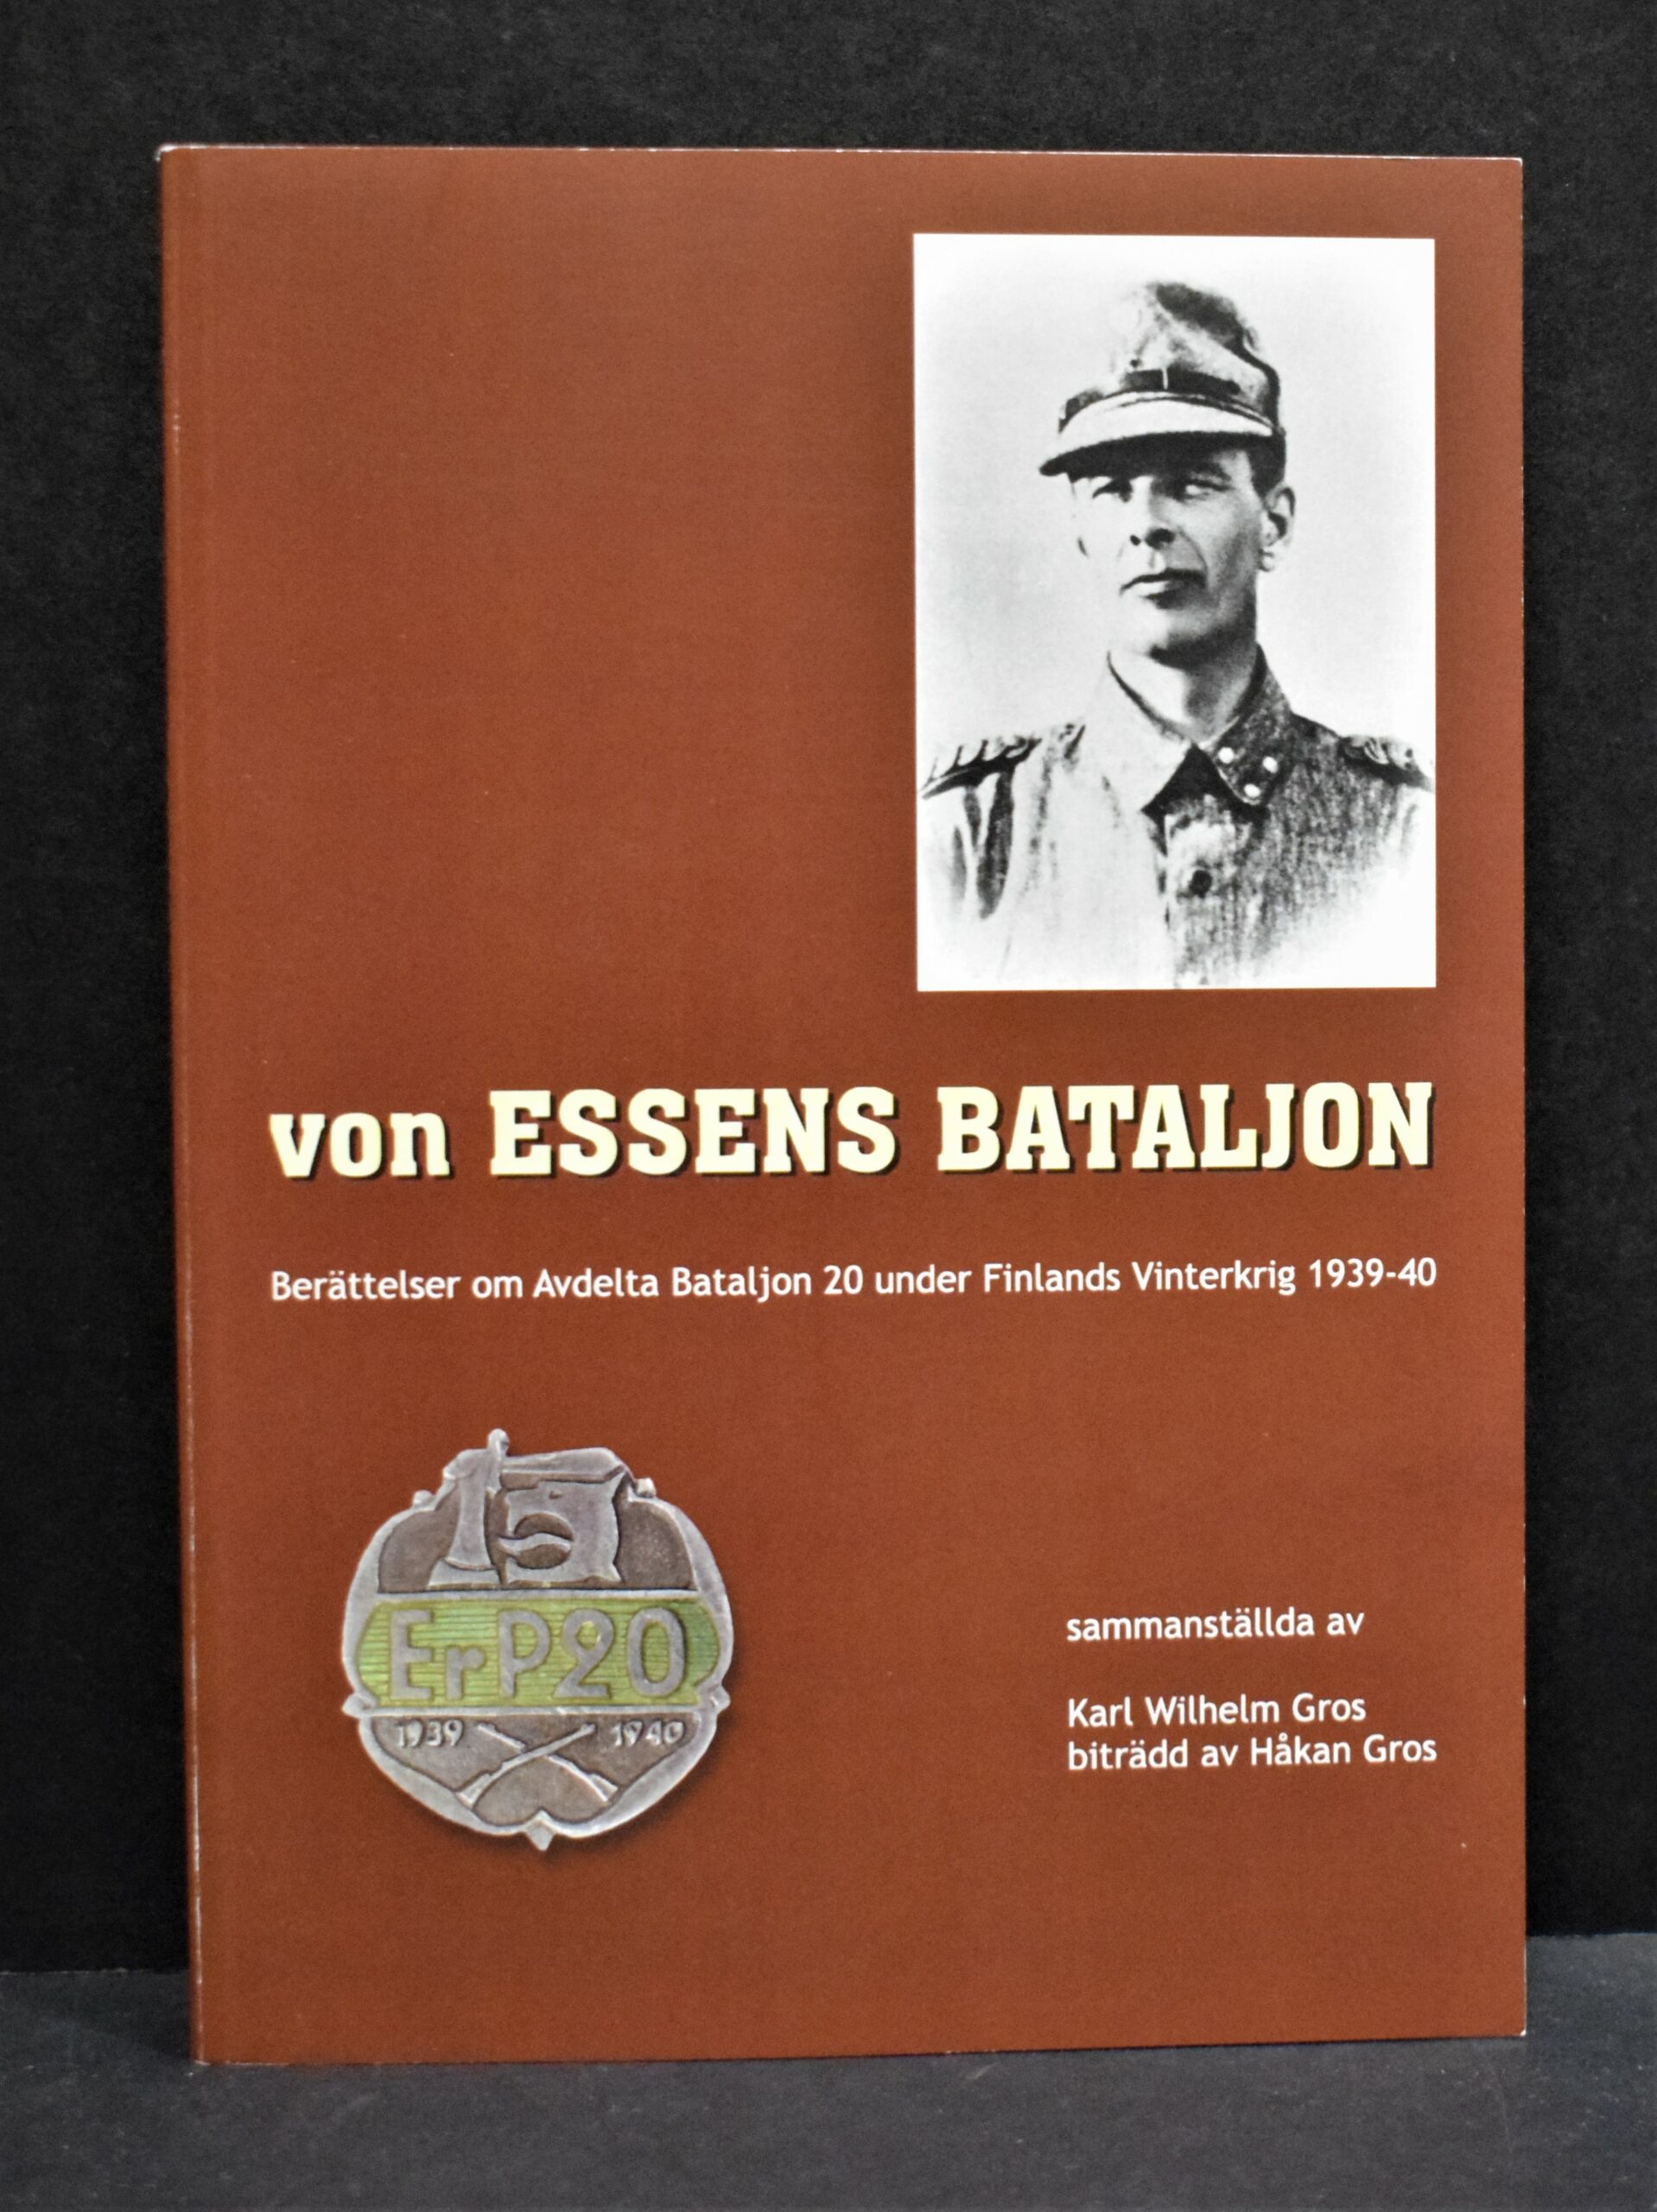 von ESSENS BATALJON
Berättelser om Avdelta Bataljon 20 under Finlands Vinterkrig 1939-40
15
ErP20
1939 1940
sammanställda av
Karl Wilhelm Gros
biträdd av Håkan Gros